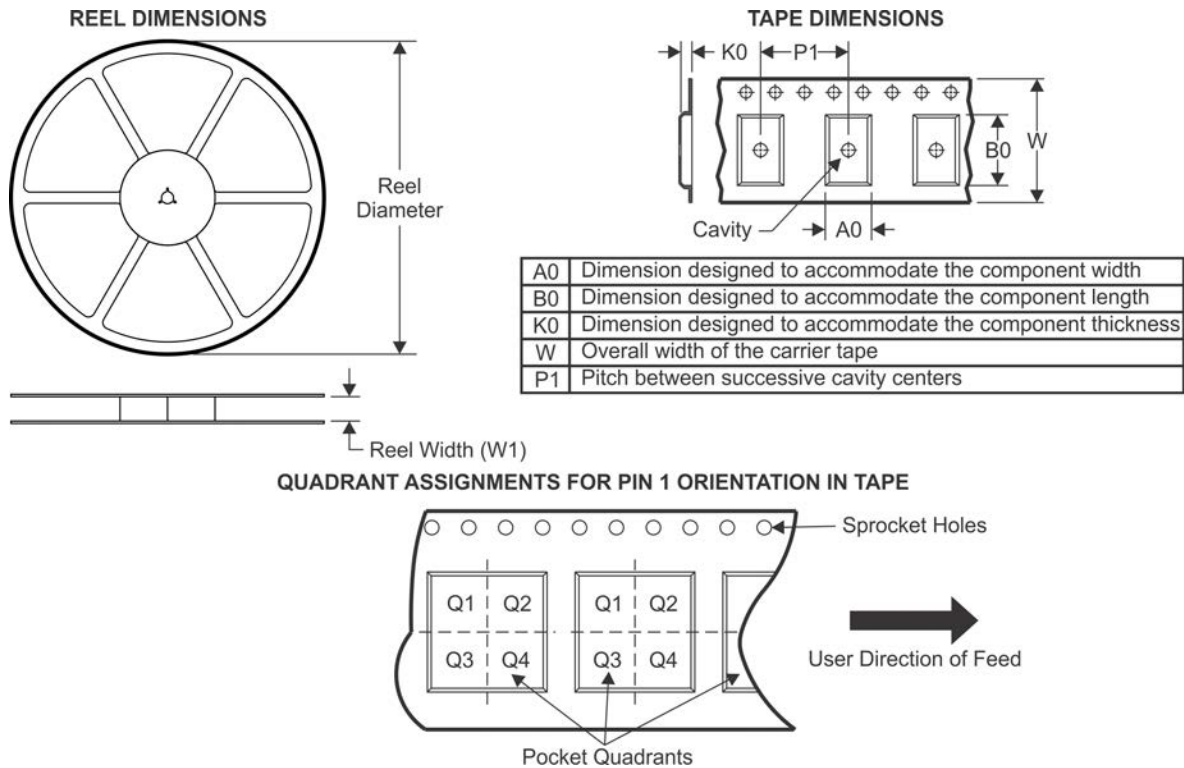 REEL DIMENSIONS
Reel
Diameter
Reel Width (W1)
TAPE DIMENSIONS
K0
P1
W
B0
Cavity
A0
A0 Dimension designed to accommodate the component width
B0 Dimension designed to accommodate the component length
K0 Dimension designed to accommodate the component thickness
W Overall width of the carrier tape
P1 Pitch between successive cavity centers
QUADRANT ASSIGNMENTS FOR PIN 1 ORIENTATION IN TAPE
Sprocket Holes
Q1 Q2 Q1 Q2
Q3 Q4 Q3 Q4
User Direction of Feed
Pocket Quadrants